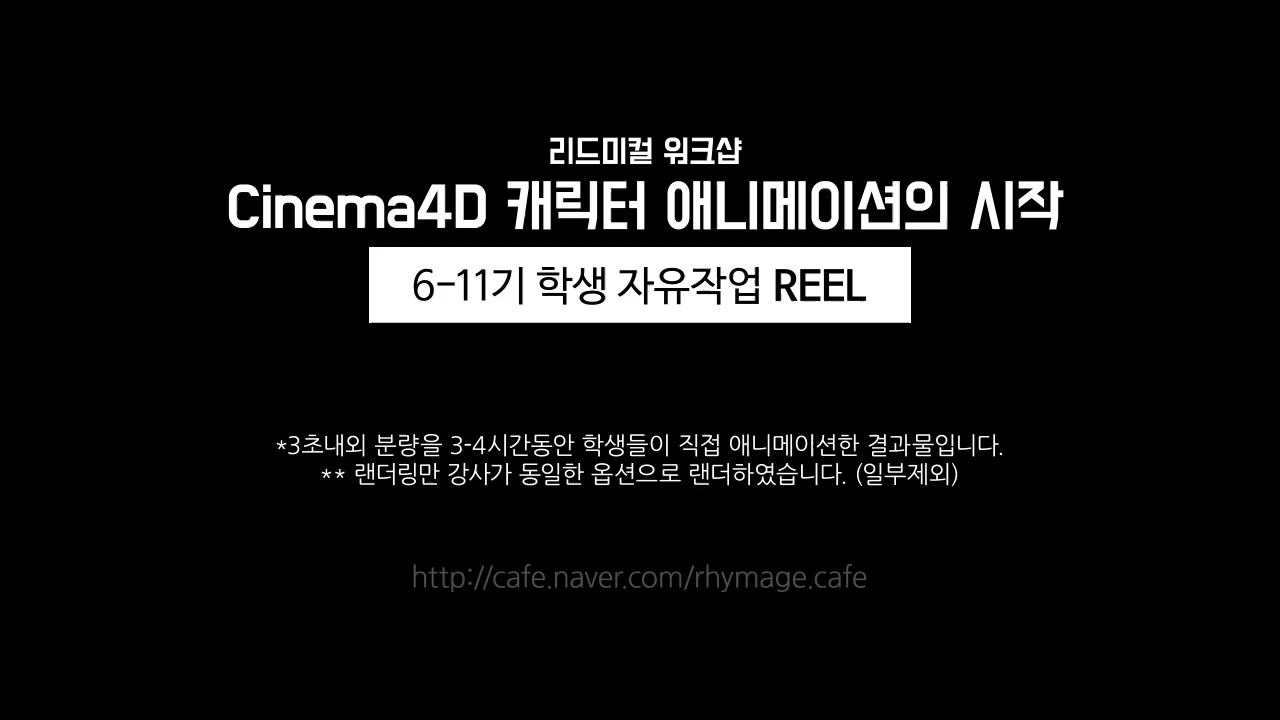 리드미컬 워크샵
Cinema4D 캐릭터 애니메이션의 시작
6-11기 학생 자유작업 REEL
*3초내외 분량을 3-4시간동안 학생들이 직접 애니메이션한 결과물입니다.
** 랜더링만 강사가 동일한 옵션으로 랜더하였습니다. (일부제외)
http://cafe.naver.com/rhymage.cafe